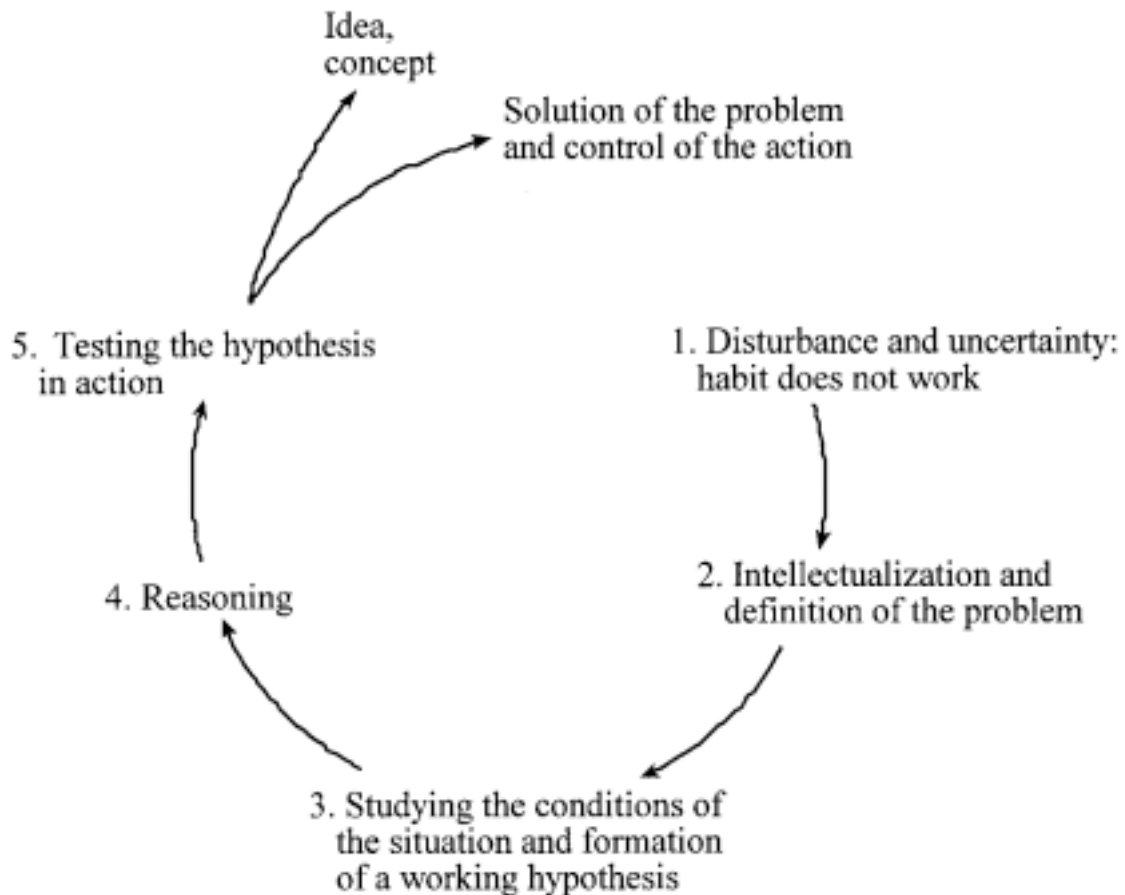 Idea,
concept
Solution of the problem
and control of the action
5. Testing the hypothesis
in action
1. Disturbance and uncertainty:
habit does not work
2. Intellectualization and
definition of the problem
4. Reasoning
3. Studying the conditions of
the situation and formation
of a working hypothesis